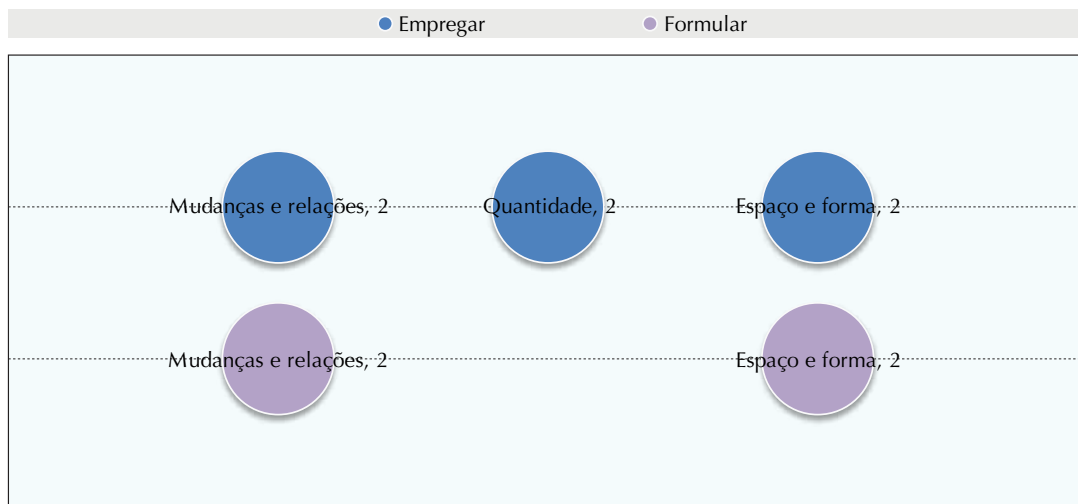 Empregar Formular
Mudanças e relações, 2 Quantidade, 2 Espaço e forma, 2
Mudanças e relações, 2 Espaço e forma, 2